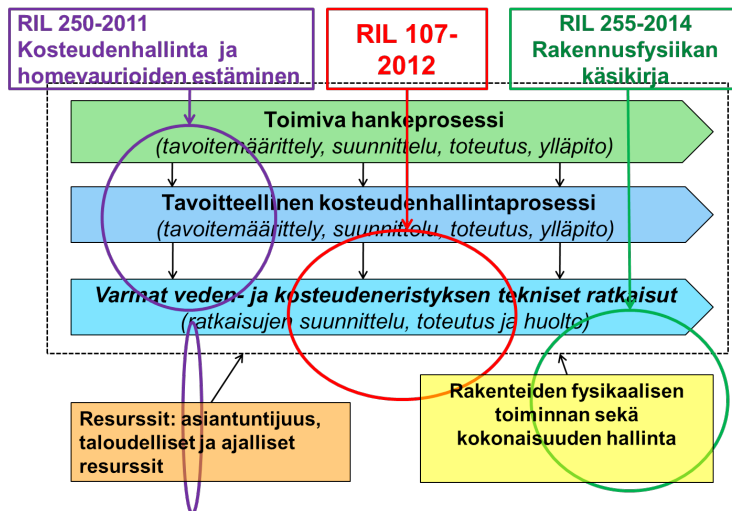 RIL 250-2011
Kosteudenhallinta ja
homevaurioiden estäminen
RIL 107-
2012
RIL 255-2014
Rakennusfysiikan
käsikirja
Toimiva hankeprosessi
(tavoitemäärittely, suunnittelu, toteutus, ylläpito)
Tavoitteellinen kosteudenhallintaprosessi
(tavoitemäärittely, suunnittelu, toteutus, ylläpito)
Varmat veden- ja kosteudeneristyksen tekniset ratkaisut
(ratkaisujen suunnittelu, toteutus ja huolto)
Resurssit: asiantuntijuus,
taloudelliset ja ajalliset
resurssit
Rakenteiden fysikaalisen
toiminnan sekä
kokonaisuuden hallinta